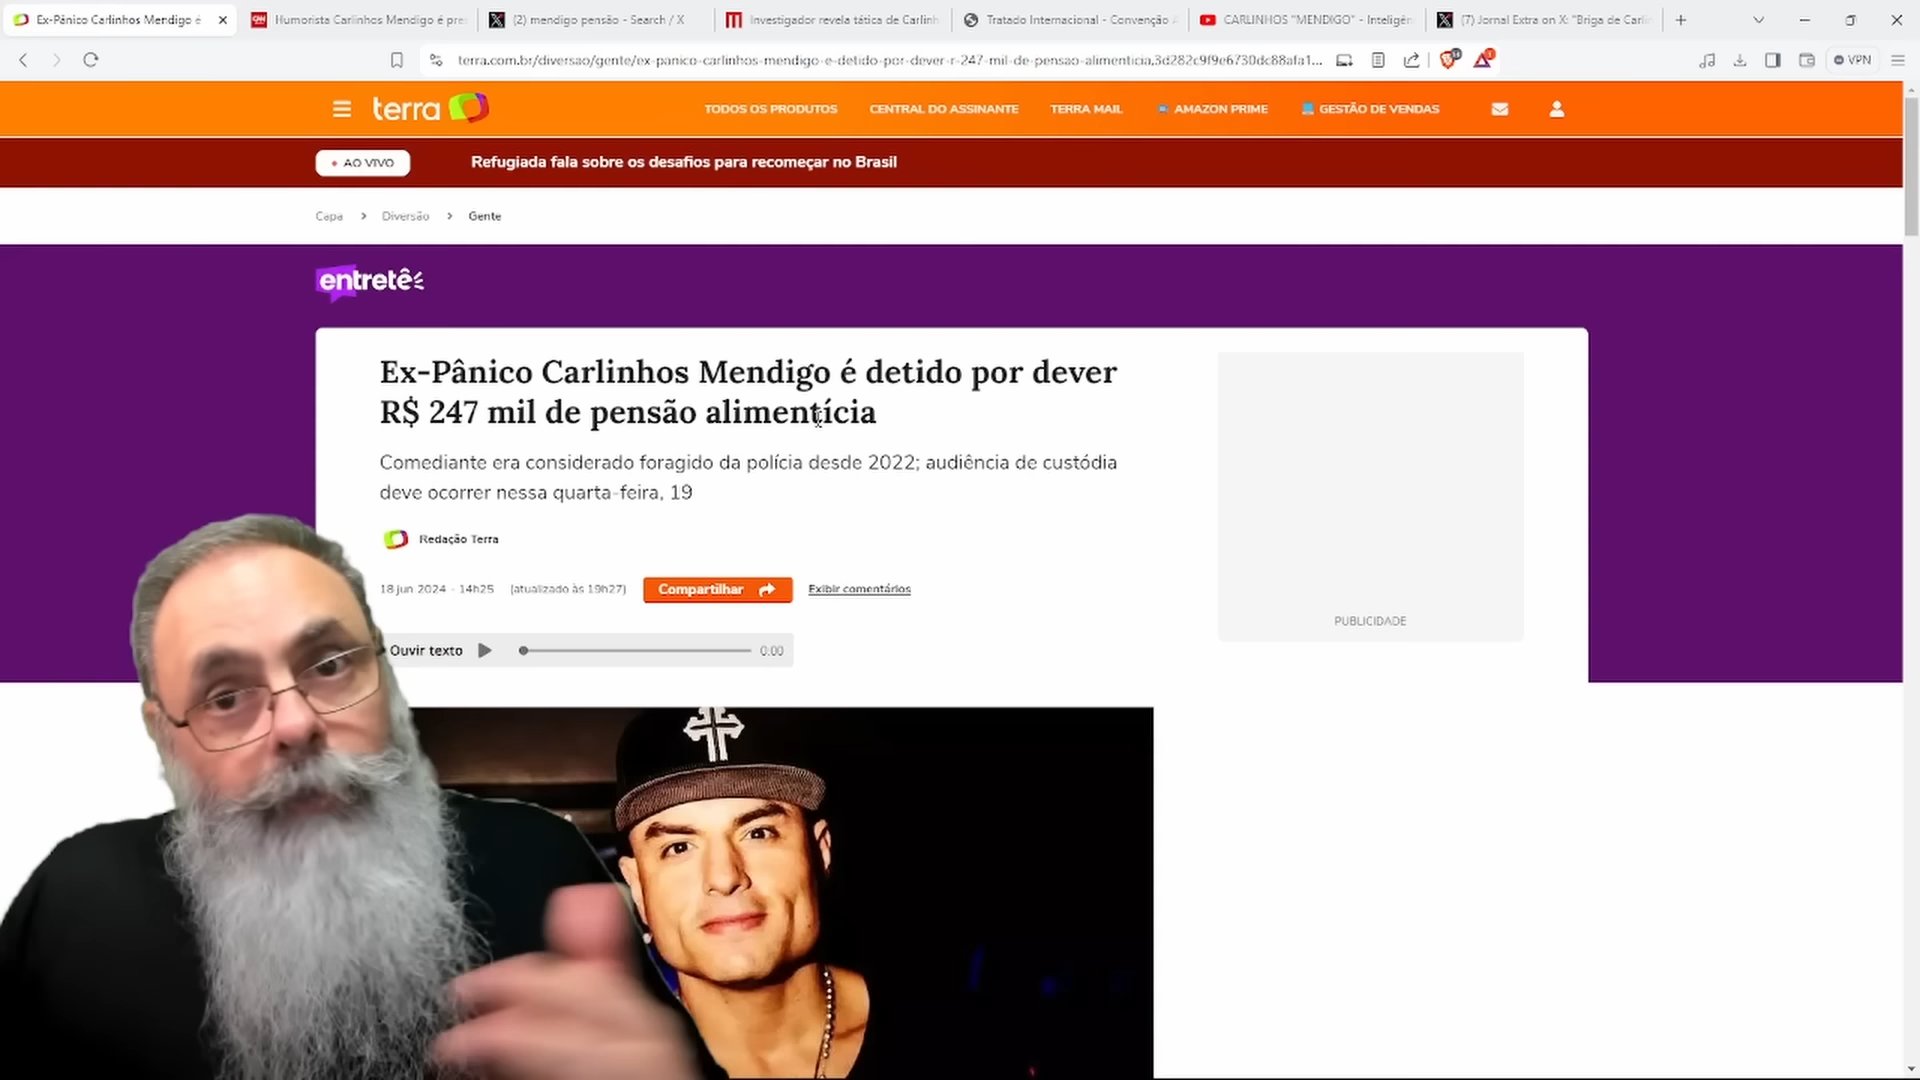 Ex-Pânico Carlinhos Mendigo é
Humorista Carlinhos Mendigo é pre
(2) mendigo pensão - Search / X
Investigador revela tática de Carlinh
Tratado Internacional - Convenção A
CARLINHOS "MENDIGO" - Inteligên
(7) Jornal Extra on X: "Briga de Carlin
terra.com.br/diversao/gente/ex-panico-carlinhos-mendigo-e-detido-por-dever-r-247-mil-de-pensao-alimenticia,3d282c9f9e6730dc88afa1...
VPN
terra
TODOS OS PRODUTOS
CENTRAL DO ASSINANTE
TERRA MAIL
AMAZON PRIME
GESTÃO DE VENDAS
AO VIVO
Refugiada fala sobre os desafios para recomeçar no Brasil
Capa > Diversão > Gente
entretê
Ex-Pânico Carlinhos Mendigo é detido por dever
R$ 247 mil de pensão alimentícia
Comediante era considerado foragido da polícia desde 2022; audiência de custódia
deve ocorrer nessa quarta-feira, 19
Redação Terra
18 jun 2024 - 14h25 (atualizado às 19h27)
Compartilhar
Exibir comentários
Ouvir texto
0:00
PUBLICIDADE